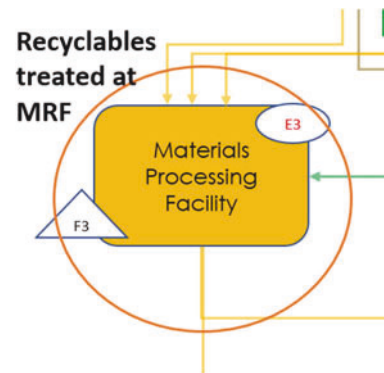 Recyclables
treated at
MRF
E3
Materials
Processing
Facility
F3